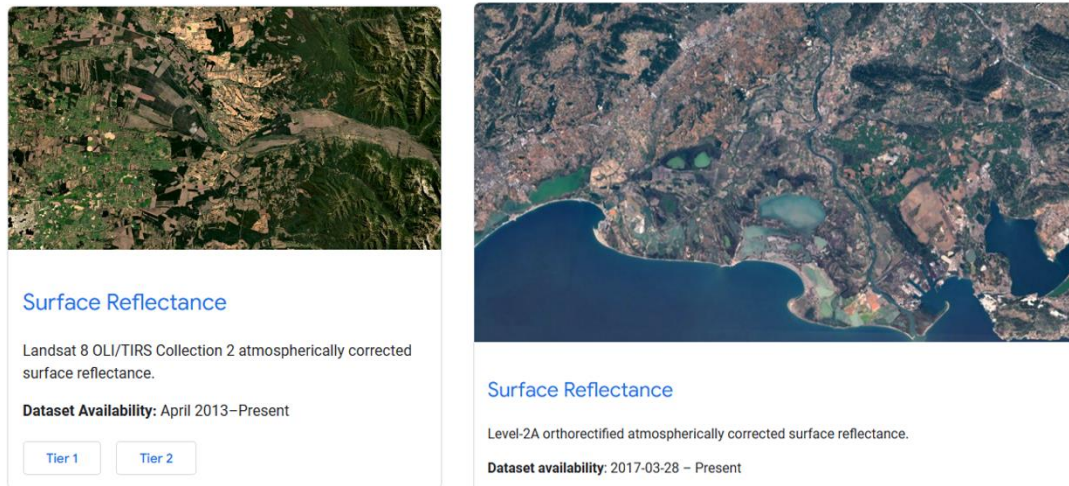 Surface Reflectance
Landsat 8 OLI/TIRS Collection 2 atmospherically corrected
surface reflectance.
Dataset Availability: April 2013–Present
Tier 1
Tier 2
Surface Reflectance
Level-2A orthorectified atmospherically corrected surface reflectance.
Dataset availability: 2017-03-28 – Present